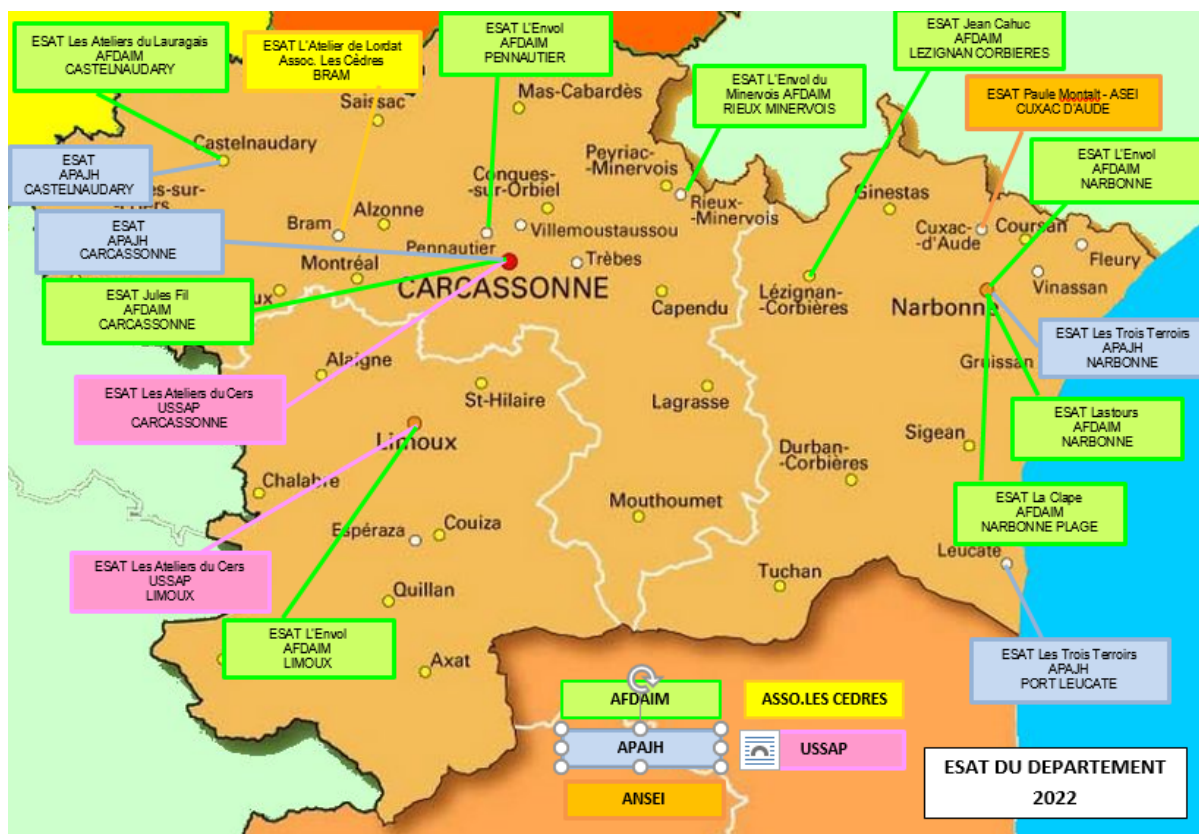 ESAT Les Ateliers du Lauragais
AFDAIM
CASTELNAUDARY
ESAT L'Atelier de Lordat
Assoc. Les Cèdres
BRAM
ESAT L'Envol
AFDAIM
PENNAUTIER
ESAT L'Envol du
Minervois AFDAIM
RIEUX MINERVOIS
ESAT Jean Cahuc
AFDAIM
LEZIGNAN CORBIERES
ESAT Paule Montalt - ASEI
CUXAC D'AUDE
ESAT L'Envol
AFDAIM
NARBONNE
ESAT
APAJH
CASTELNAUDARY
ESAT
APAJH
CARCASSONNE
ESAT Jules Fil
AFDAIM
CARCASSONNE
ESAT Les Ateliers du Cers
USSAP
CARCASSONNE
ESAT Les Ateliers du Cers
USSAP
LIMOUX
ESAT L'Envol
AFDAIM
LIMOUX
ESAT Les Trois Terroirs
APAJH
NARBONNE
ESAT Lastours
AFDAIM
NARBONNE
ESAT La Clape
AFDAIM
NARBONNE PLAGE
ESAT Les Trois Terroirs
APAJH
PORT LEUCATE
Saissac
Mas-Cabardès
Castelnaudary
Peyriac-
-Minervois
Conques-
-sur-Orbiel
Rieux-
-Minervois
Ginestas
Bram
Alzonne
Villemoustaussou
Pennautier
Cuxac-
-d'Aude
Coursan
Fleury
Vinassan
Montréal
Trèbes
CARCASSONNE
Capendu
Lézignan-
-Corbières
Narbonne
Gruissan
Alaigne
St-Hilaire
Lagrasse
Limoux
Sigean
Durban-
-Corbières
Chalabre
Mouthoumet
Espéraza
Couiza
Leucate
Tuchan
Quillan
Axat
AFDAIM
ASSO.LES CEDRES
APAJH
USSAP
ANSEI
ESAT DU DEPARTEMENT
2022